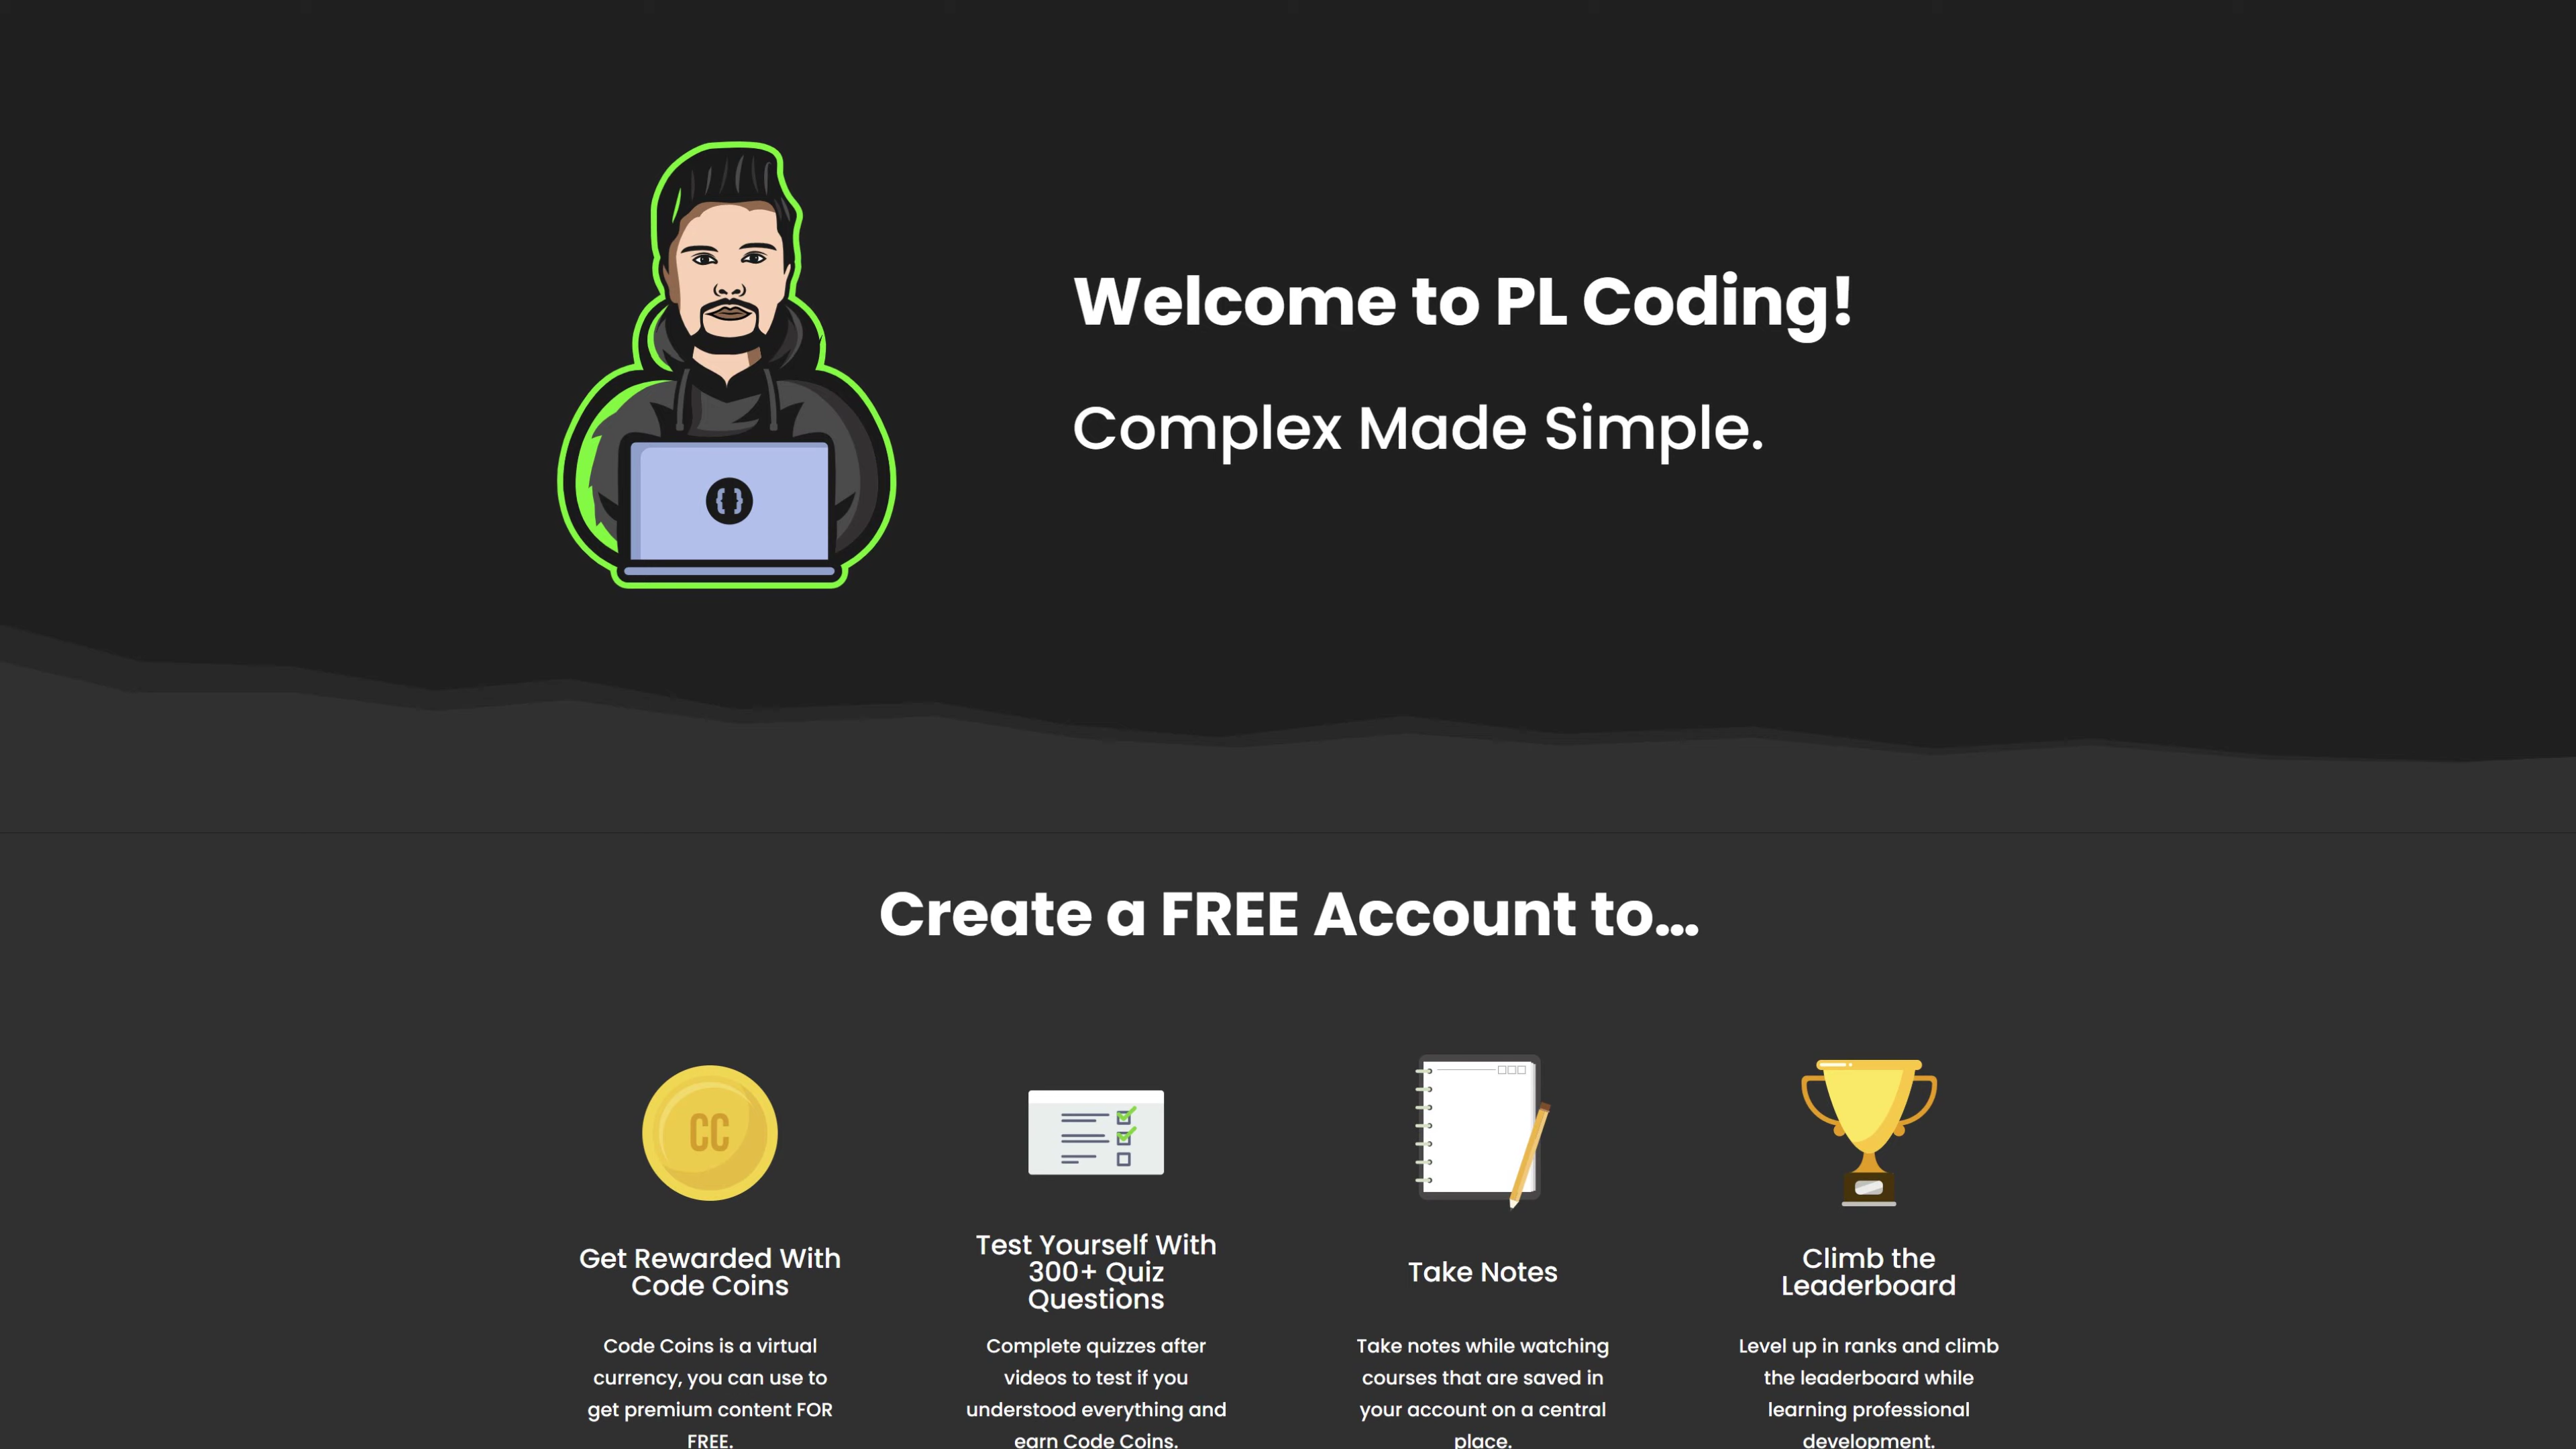 Welcome to PL Coding!
Complex Made Simple.
{ }
Create a FREE Account to...
CC
Get Rewarded With
Code Coins
Code Coins is a virtual
currency, you can use to
get premium content FOR
FREE.
Test Yourself With
300+ Quiz
Questions
Complete quizzes after
videos to test if you
understood everything and
earn Code Coins.
Take Notes
Take notes while watching
courses that are saved in
your account on a central
place.
Climb the
Leaderboard
Level up in ranks and climb
the leaderboard while
learning professional
development.